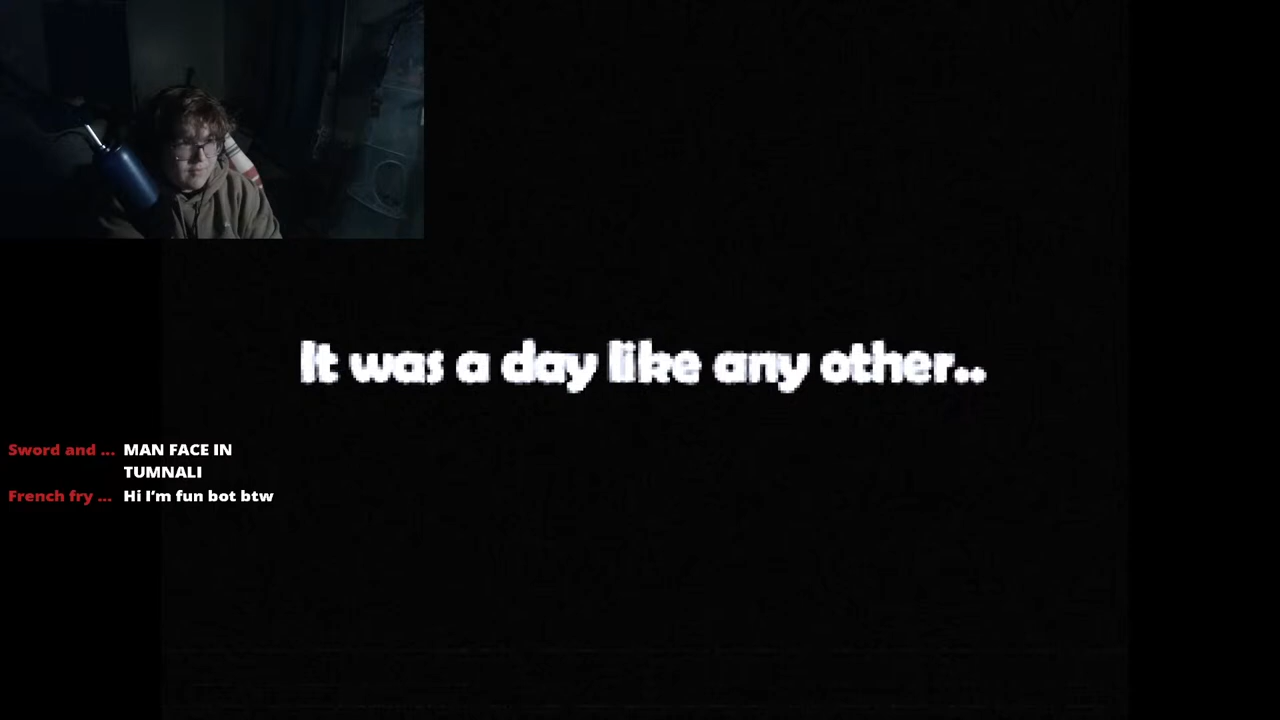 It was a day like any other..
Sword and ... MAN FACE IN
TUMNALI
French fry ... Hi I'm fun bot btw